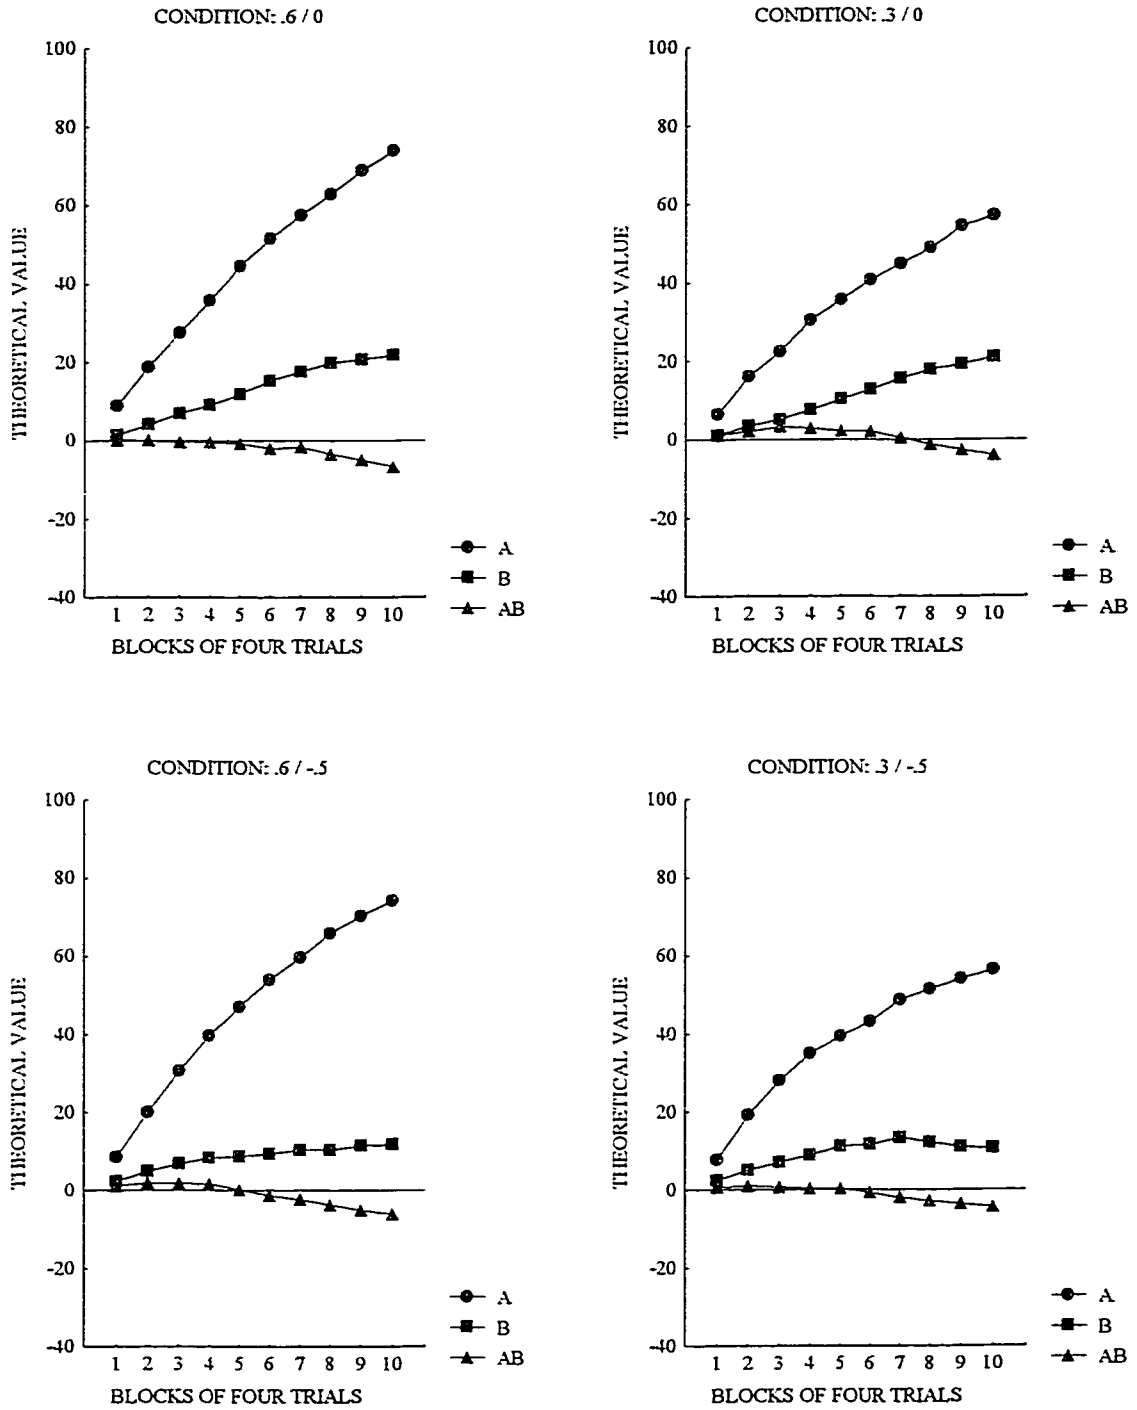 CONDITION: .6 / 0
100
80
60
40
20
0
-20
-40
THEORETICAL VALUE
1 2 3 4 5 6 7 8 9 10
BLOCKS OF FOUR TRIALS
A
B
AB
CONDITION: .3 / 0
100
80
60
40
20
0
-20
-40
THEORETICAL VALUE
1 2 3 4 5 6 7 8 9 10
BLOCKS OF FOUR TRIALS
A
B
AB
CONDITION: .6 / -.5
100
80
60
40
20
0
-20
-40
THEORETICAL VALUE
1 2 3 4 5 6 7 8 9 10
BLOCKS OF FOUR TRIALS
A
B
AB
CONDITION: .3 / -.5
100
80
60
40
20
0
-20
-40
THEORETICAL VALUE
1 2 3 4 5 6 7 8 9 10
BLOCKS OF FOUR TRIALS
A
B
AB